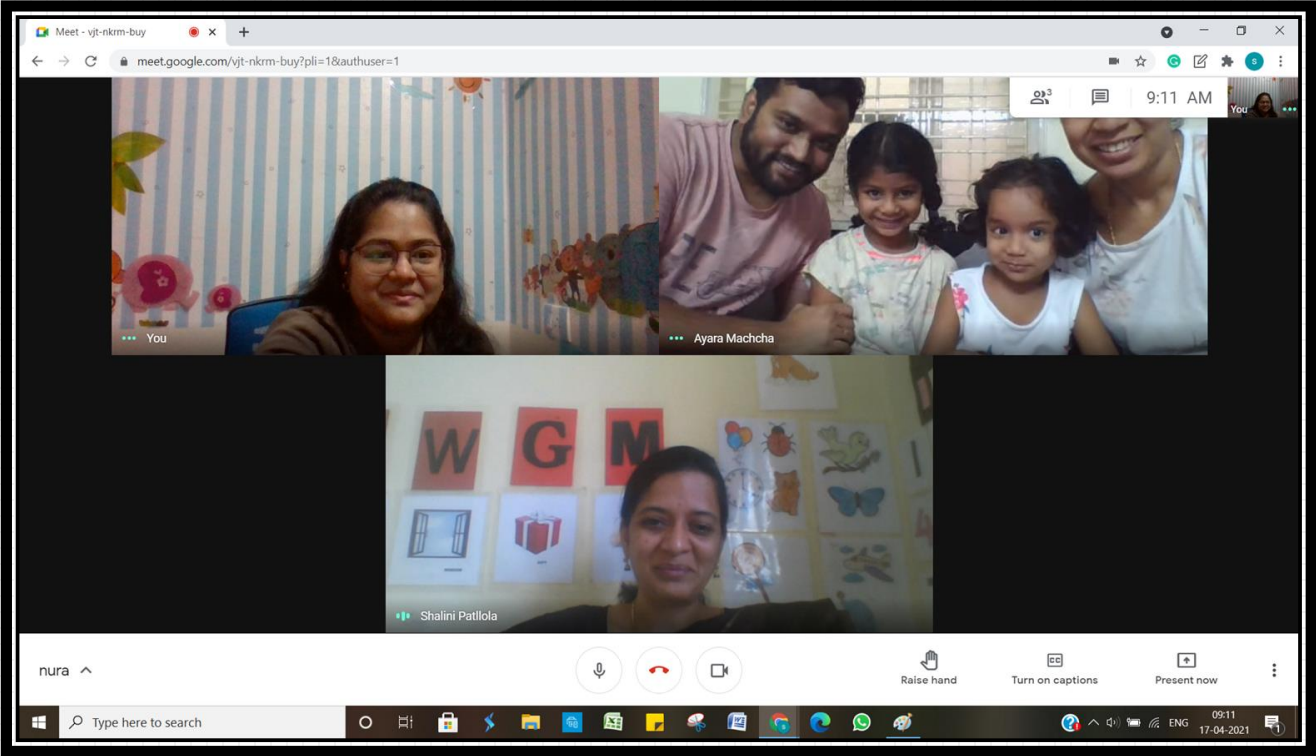 Meet - vjt-nkrm-buy
meet.google.com/vjt-nkrm-buy?pli=1&authuser=1
S
3
9:11 AM
You
You
Ayara Machcha
W G M
Shalini Patllola
nura
Raise hand
CC
Turn on captions
Present now
Type here to search
ENG
09:11
17-04-2021